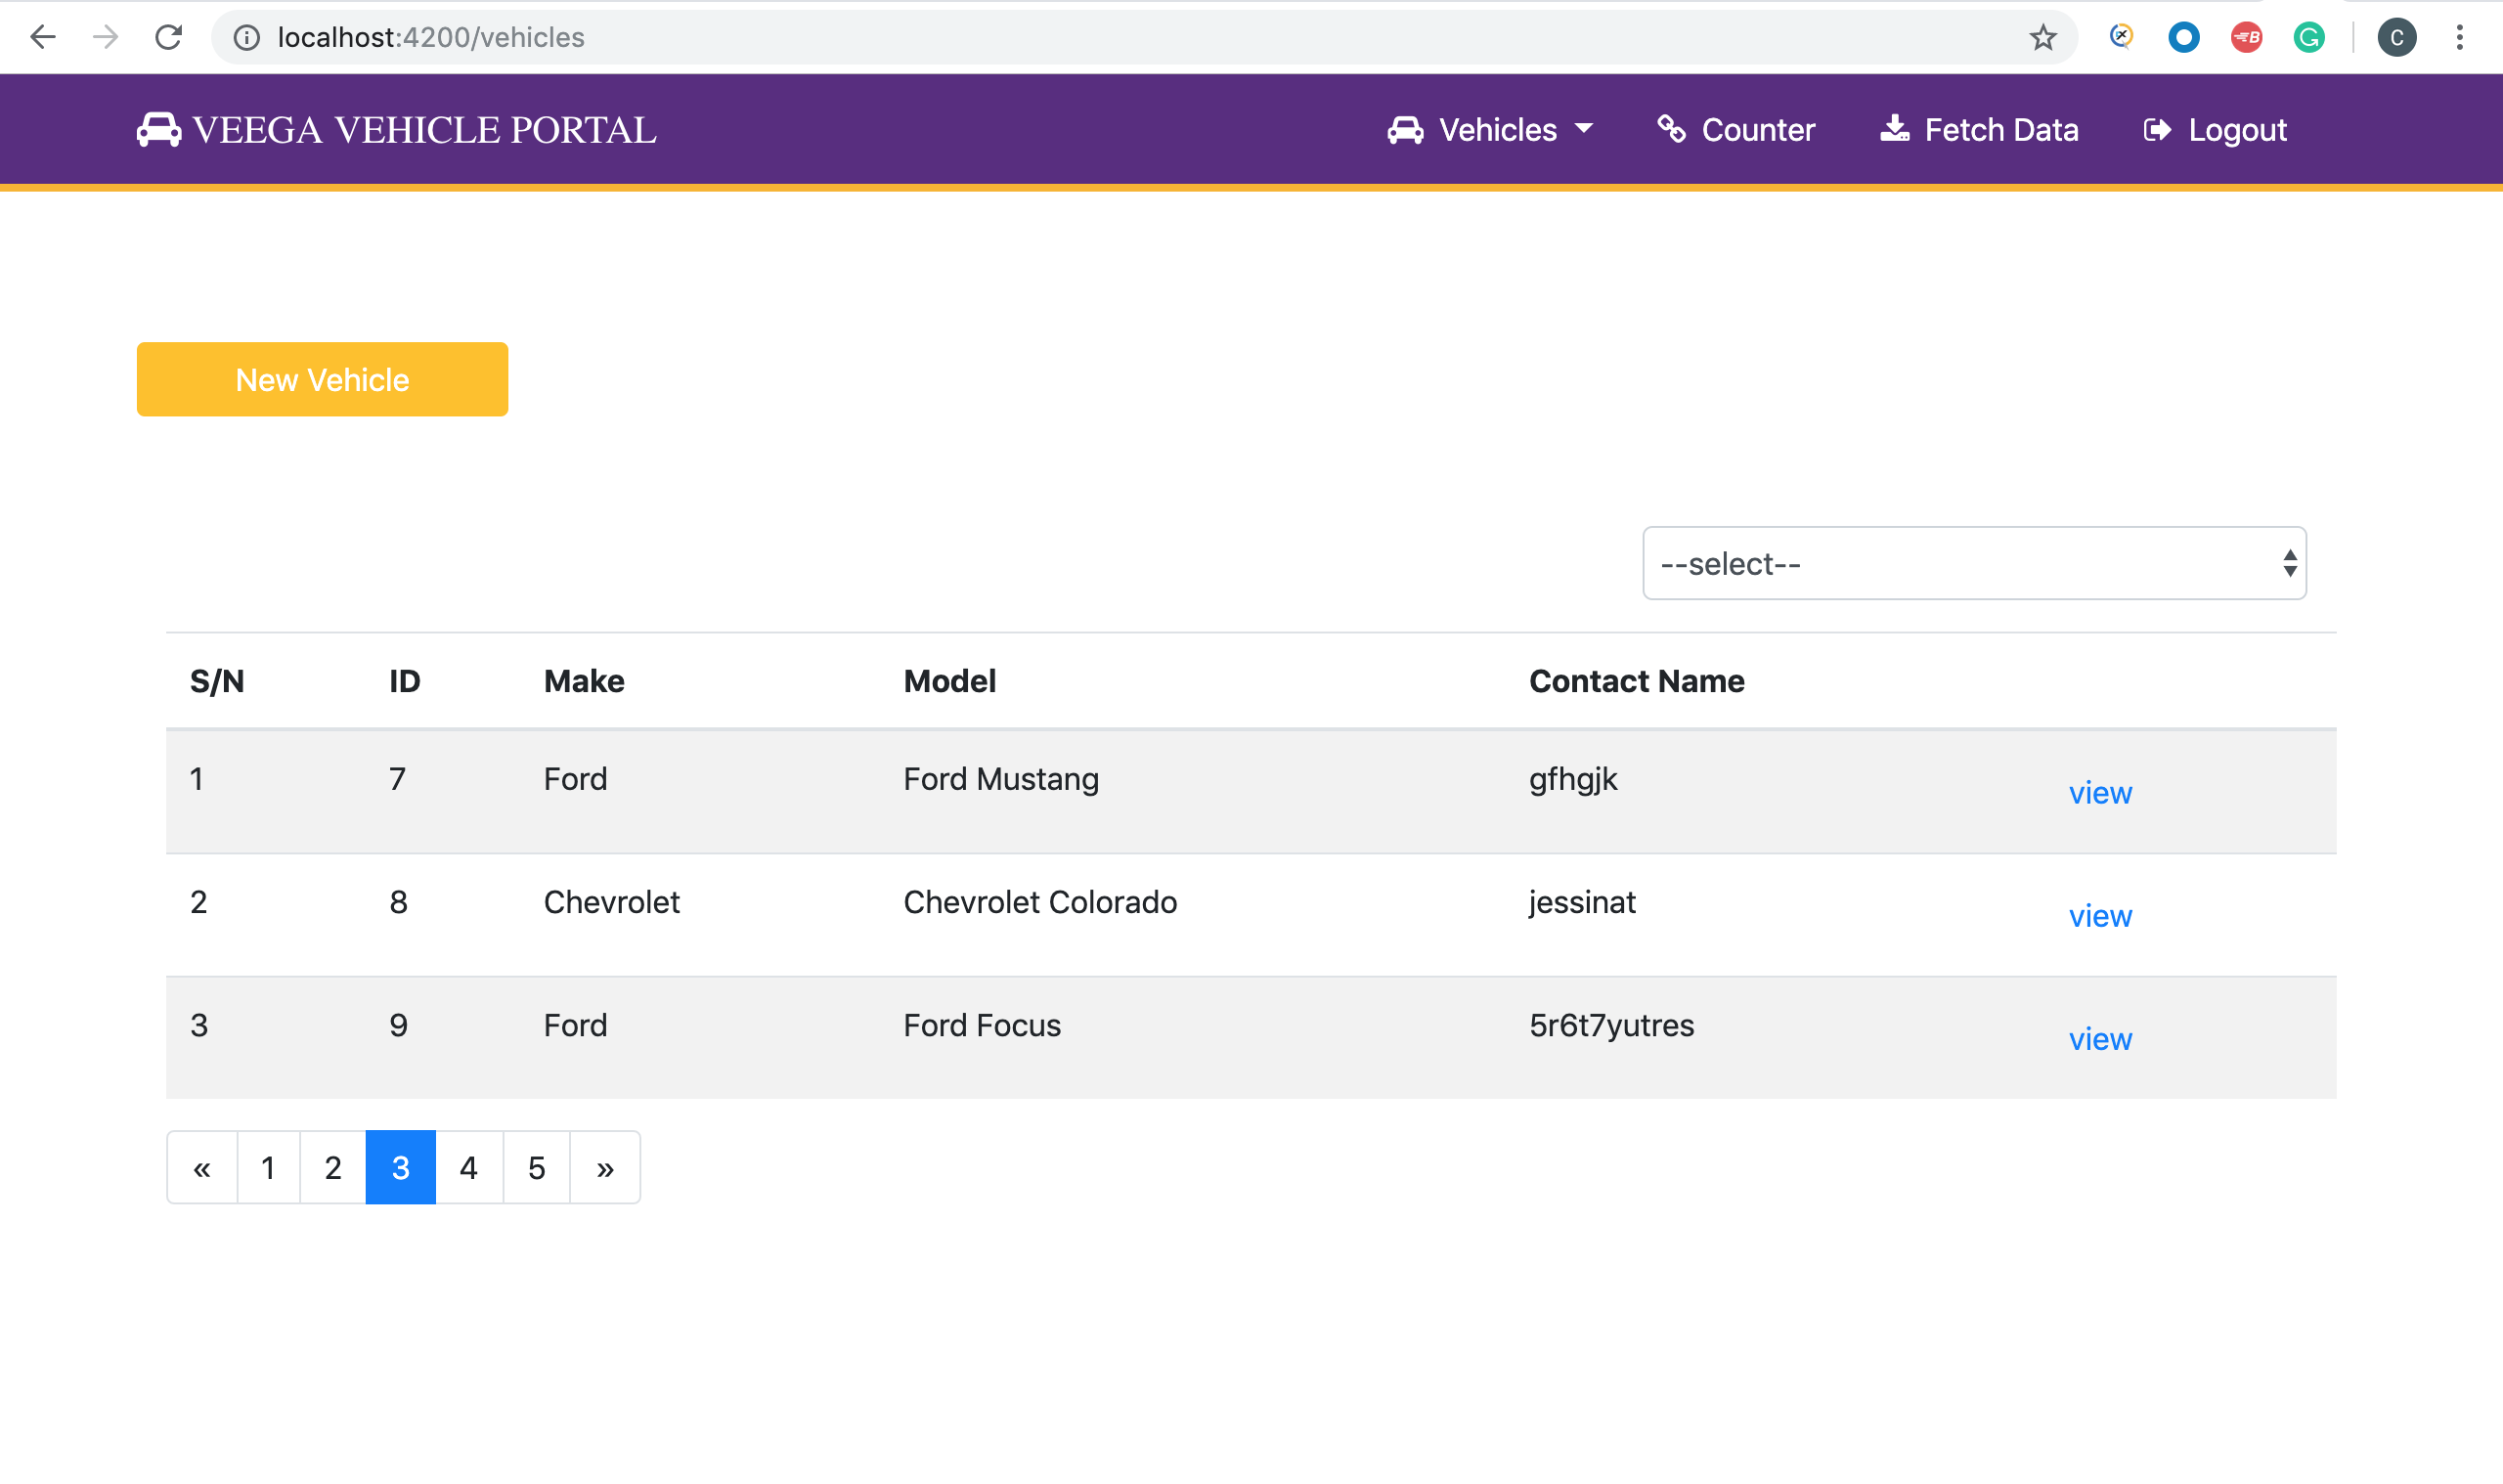 localhost:4200/vehicles
C
VEEGA VEHICLE PORTAL Vehicles Counter Fetch Data Logout
New Vehicle
--select--
S/N ID Make Model Contact Name
1 7 Ford Ford Mustang gfhgjk view
2 8 Chevrolet Chevrolet Colorado jessinat view
3 9 Ford Ford Focus 5r6t7yutres view
« 1 2 3 4 5 »